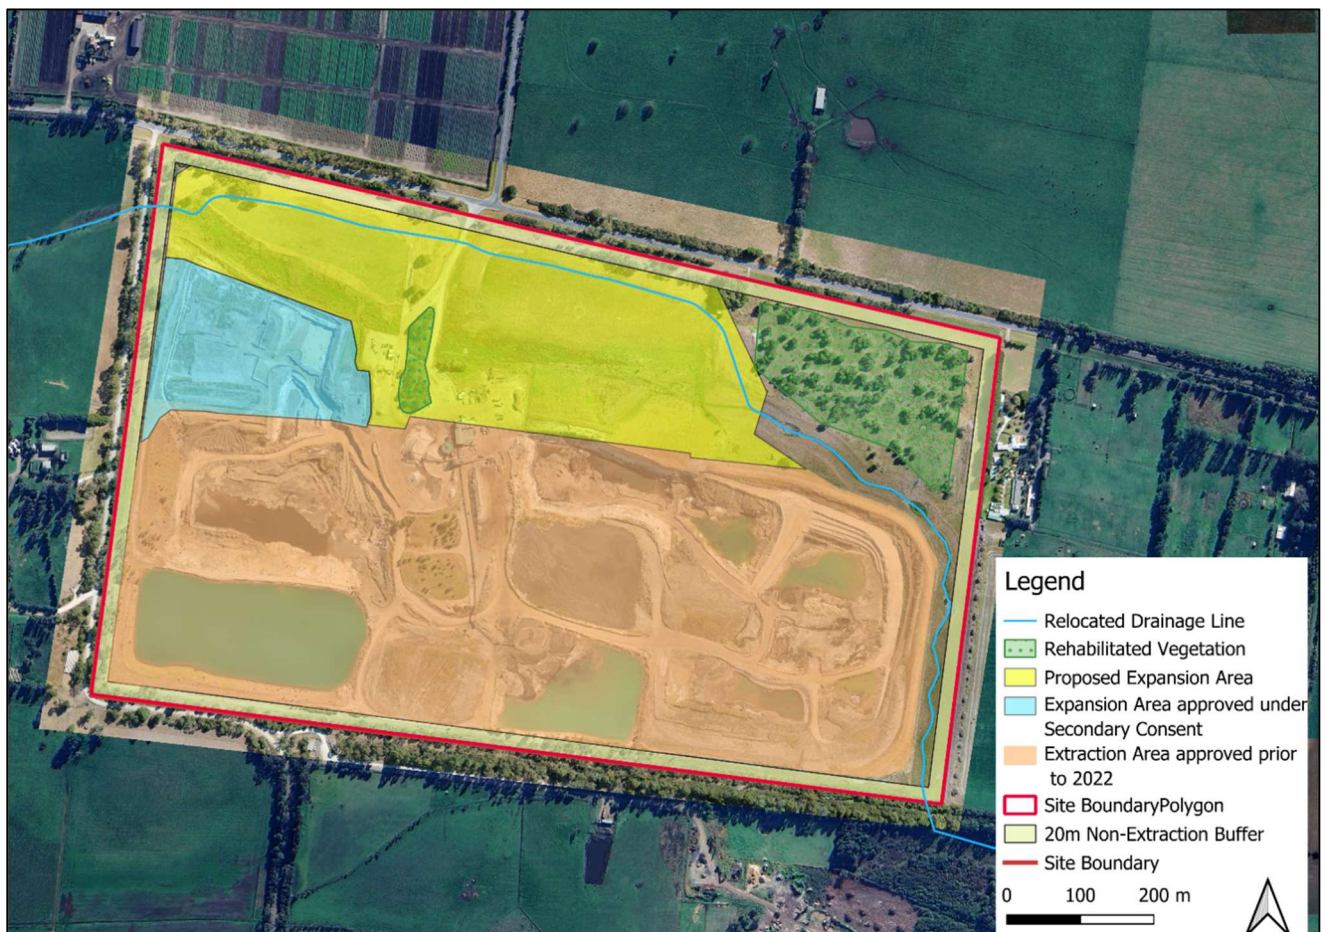 Legend
Relocated Drainage Line
Rehabilitated Vegetation
Proposed Expansion Area
Expansion Area approved under
Secondary Consent
Extraction Area approved prior
to 2022
Site BoundaryPolygon
20m Non-Extraction Buffer
Site Boundary
0 100 200 m